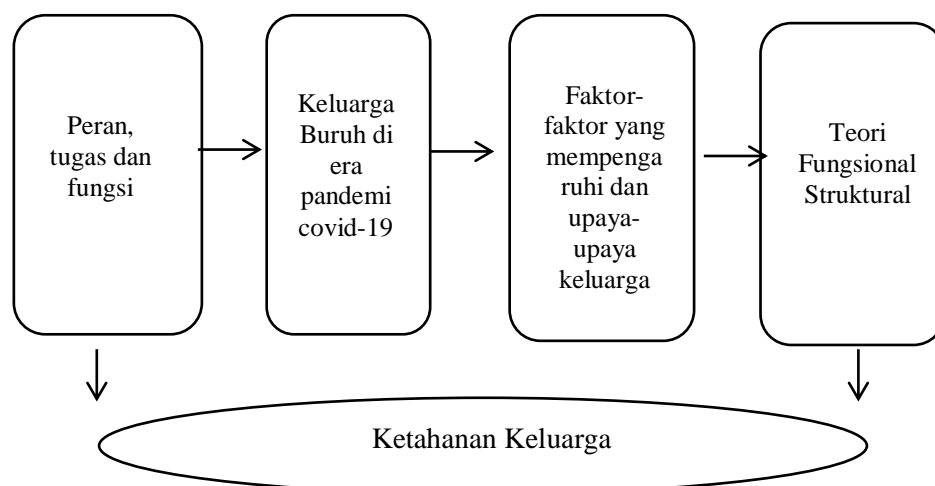 Peran,
tugas dan
fungsi
Keluarga
Buruh di
era
pandemi
covid-19
Faktor-
faktor yang
mempenga
ruhi dan
upaya-
upaya
keluarga
Teori
Fungsional
Struktural
Ketahanan Keluarga